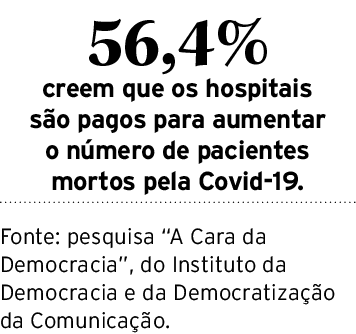 56,4%
creem que os hospitais
são pagos para aumentar
o número de pacientes
mortos pela Covid-19.
Fonte: pesquisa “A Cara da
Democracia”, do Instituto da
Democracia e da Democratização
da Comunicação.